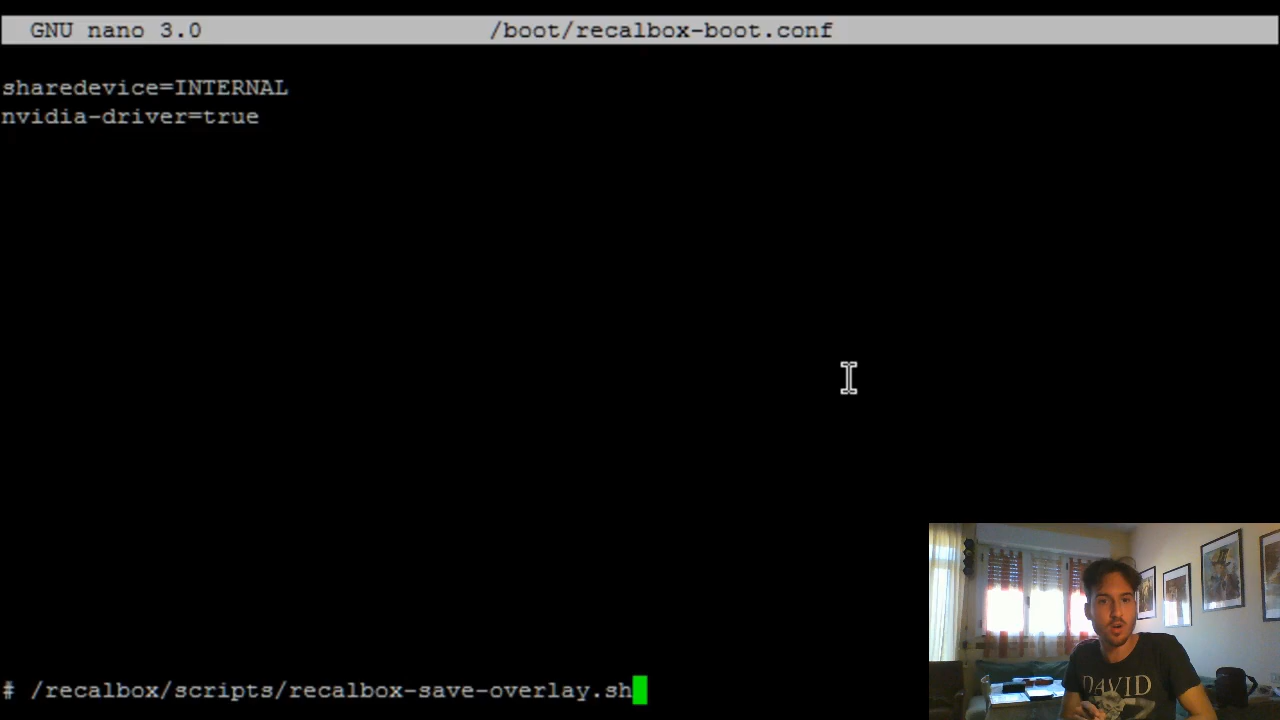 GNU nano 3.0 /boot/recalbox-boot.conf
sharedevice=INTERNAL
nvidia-driver=true
DAVID
# /recalbox/scripts/recalbox-save-overlay.sh